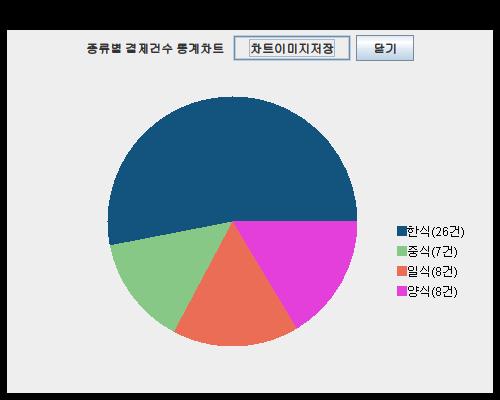 종류별 결제건수 통계차트 차트이미지저장 닫기
한식(26건)
중식(7건)
일식(8건)
양식(8건)